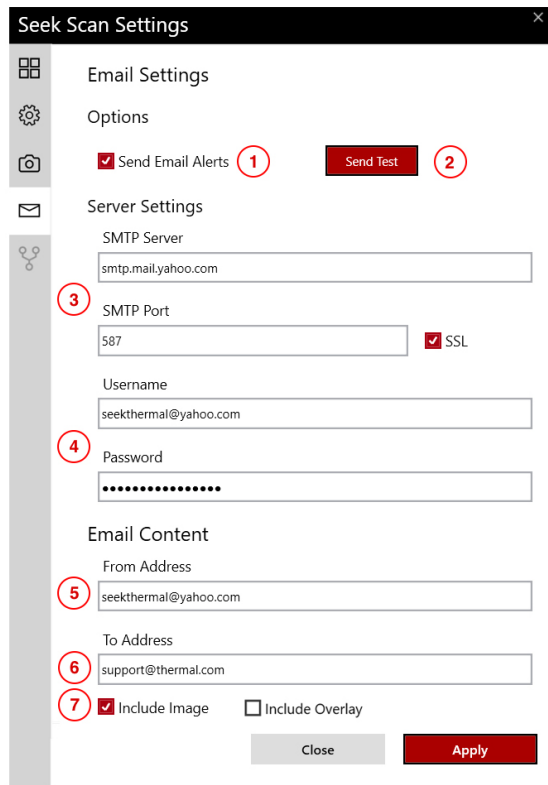 Seek Scan Settings
Email Settings
Options
Send Email Alerts 1 Send Test 2
Server Settings
SMTP Server
smtp.mail.yahoo.com
3
SMTP Port
587 SSL
Username
seekthermal@yahoo.com
4
Password
••••••••••••••••
Email Content
From Address
5 seekthermal@yahoo.com
To Address
6 support@thermal.com
7 Include Image Include Overlay
Close Apply